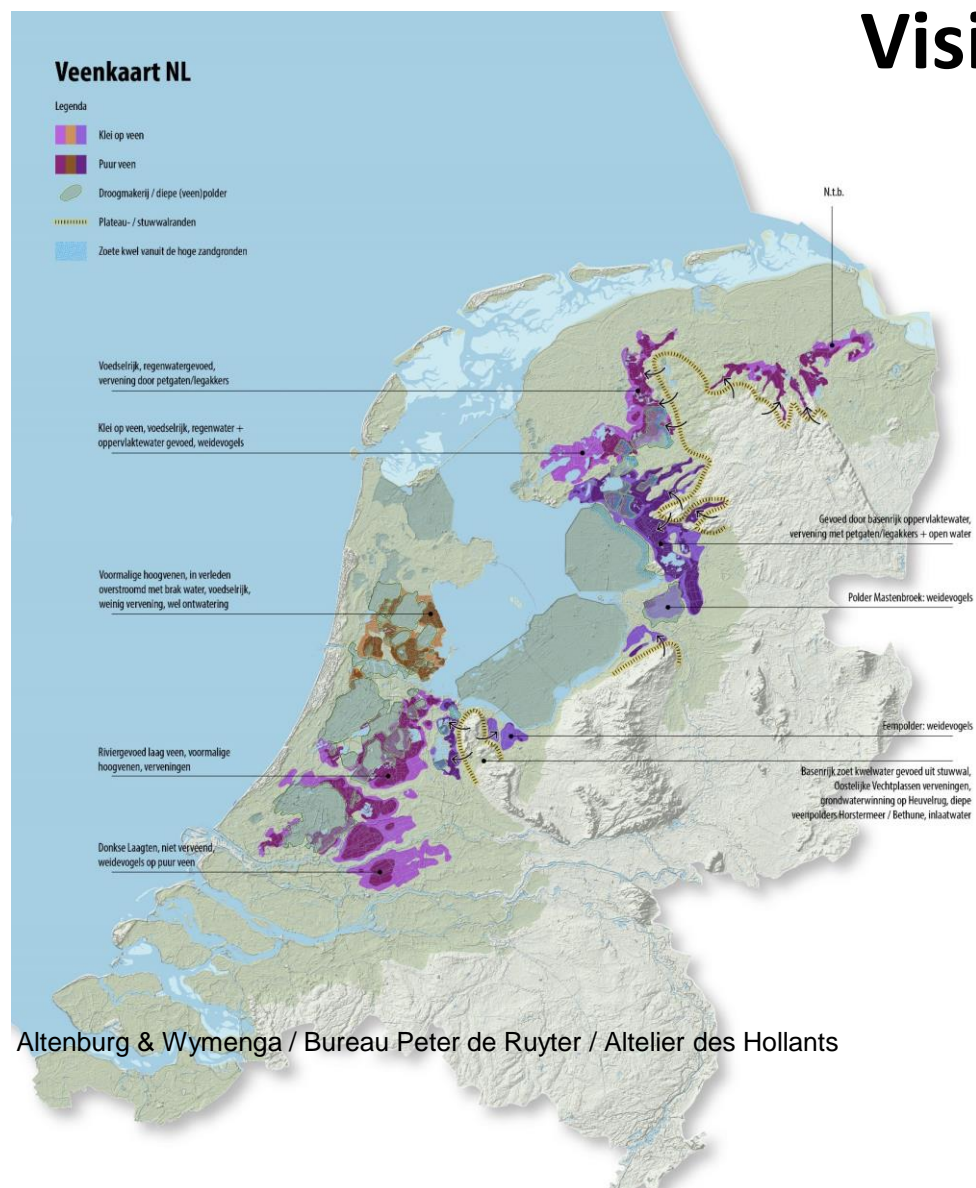 Visi
Veenkaart NL
Legenda
Klei op veen
Puur veen
Droogmakerij / diepe (veen)polder
Plateau- / stuwwalranden
Zoete kwel vanuit de hoge zandgronden
N.t.b.
Voedselrijk, regenwatergevoed,
vervening door petgaten/legakkers
Klei op veen, voedselrijk, regenwater +
oppervlaktewater gevoed, weidevogels
Gevoed door basenrijk oppervlaktewater,
vervening met petgaten/legakkers + open water
Voormalige hoogvenen, in verleden
overstroomd met brak water, voedselrijk,
weinig vervening, wel ontwatering
Polder Mastenbroek: weidevogels
Eempolder: weidevogels
Riviergevoed laag veen, voormalige
hoogvenen, verveningen
Basenrijk zoet kwelwater gevoed uit stuwwal,
Oostelijke Vechtplassen verveningen,
grondwaterwinning op Heuvelrug, diepe
veenpolders Horstermeer / Bethune, inlaatwater
Donkse Laagten, niet verveend,
weidevogels op puur veen
Altenburg & Wymenga / Bureau Peter de Ruyter / Altelier des Hollants